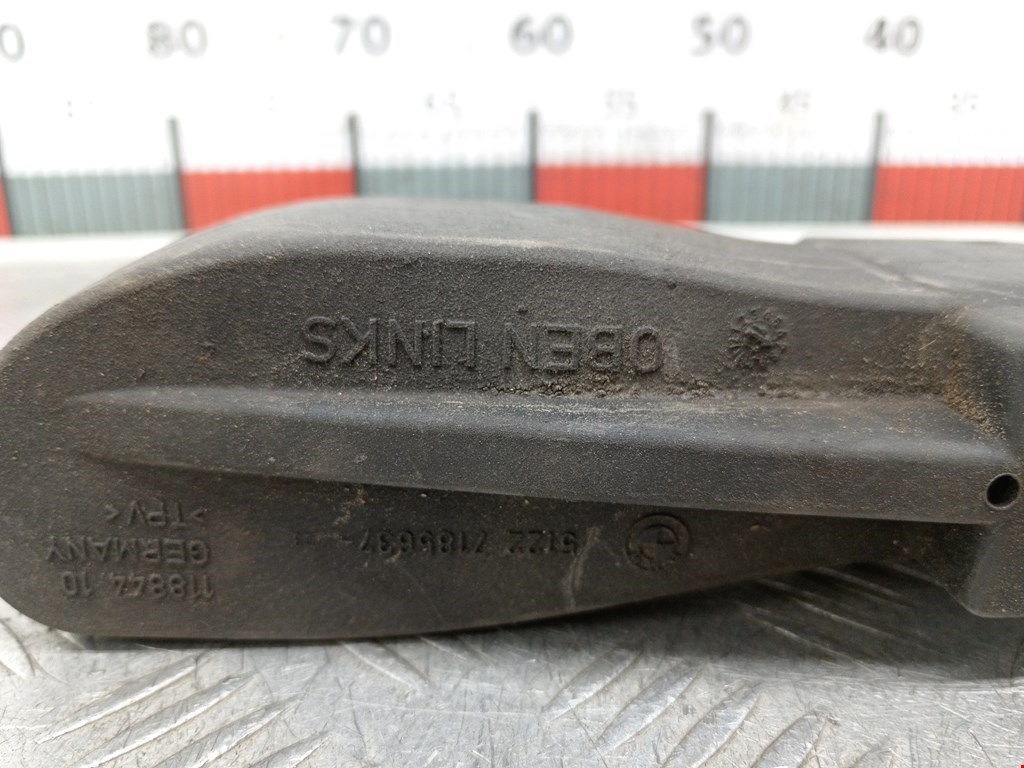 80 70 60 50 40
OBEN LINKS
5122 7185637
118844 10
GERMANY
>TPV<